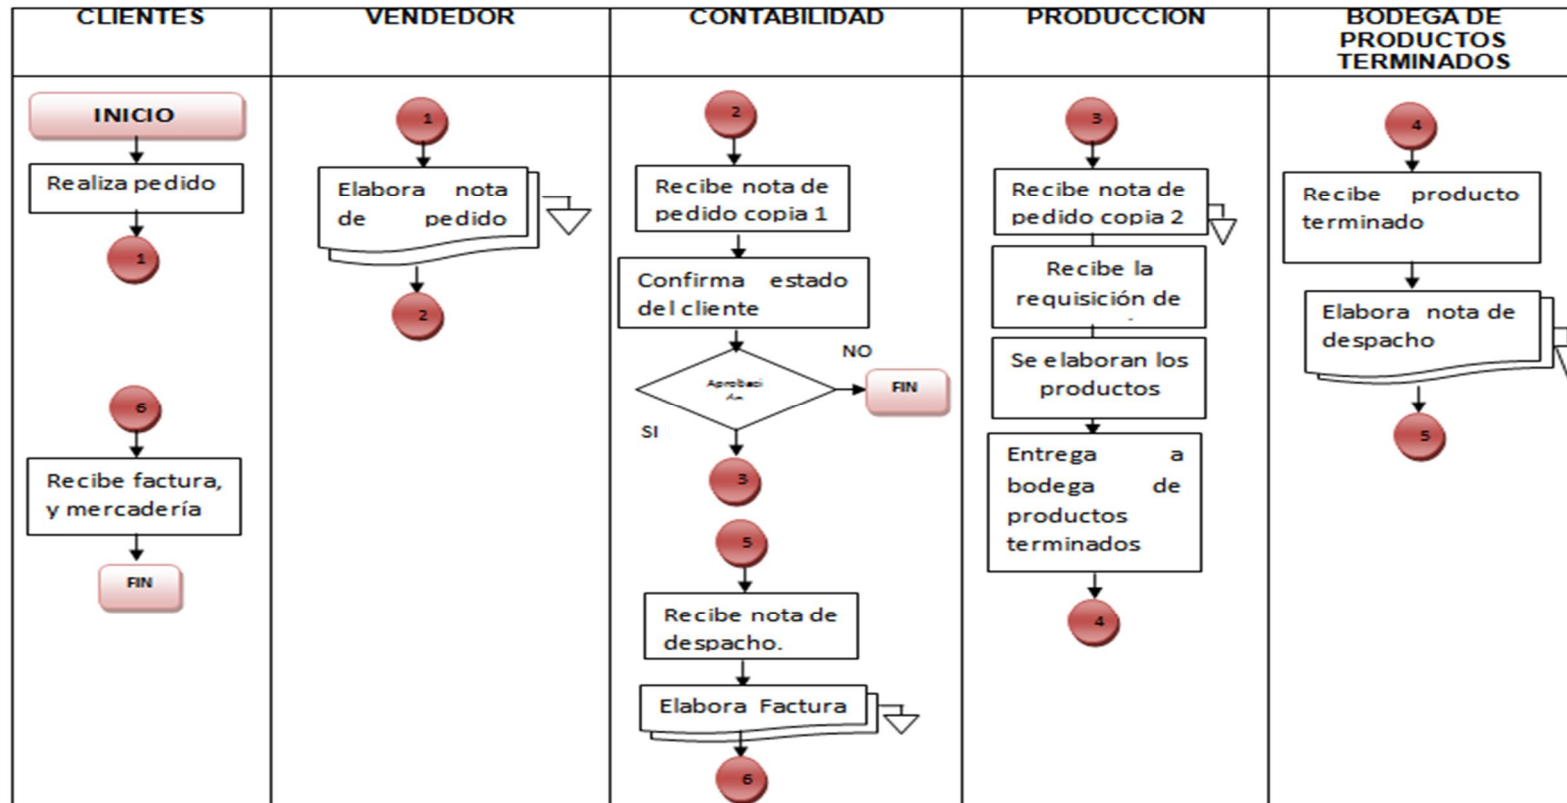 CLIENTES
INICIO
Realiza pedido
1
6
Recibe factura,
y mercadería
FIN
VENDEDOR
1
Elabora nota
de pedido
2
CONTABILIDAD
2
Recibe nota de
pedido copia 1
Confirma estado
del cliente
Aprobaci
NO
FIN
SI
3
5
Recibe nota de
despacho.
Elabora Factura
6
PRODUCCION
3
Recibe nota de
pedido copia 2
Recibe la
requisición de
Se elaboran los
productos
Entrega a
bodega de
productos
terminados
4
BODEGA DE
PRODUCTOS
TERMINADOS
4
Recibe producto
terminado
Elabora nota de
despacho
5